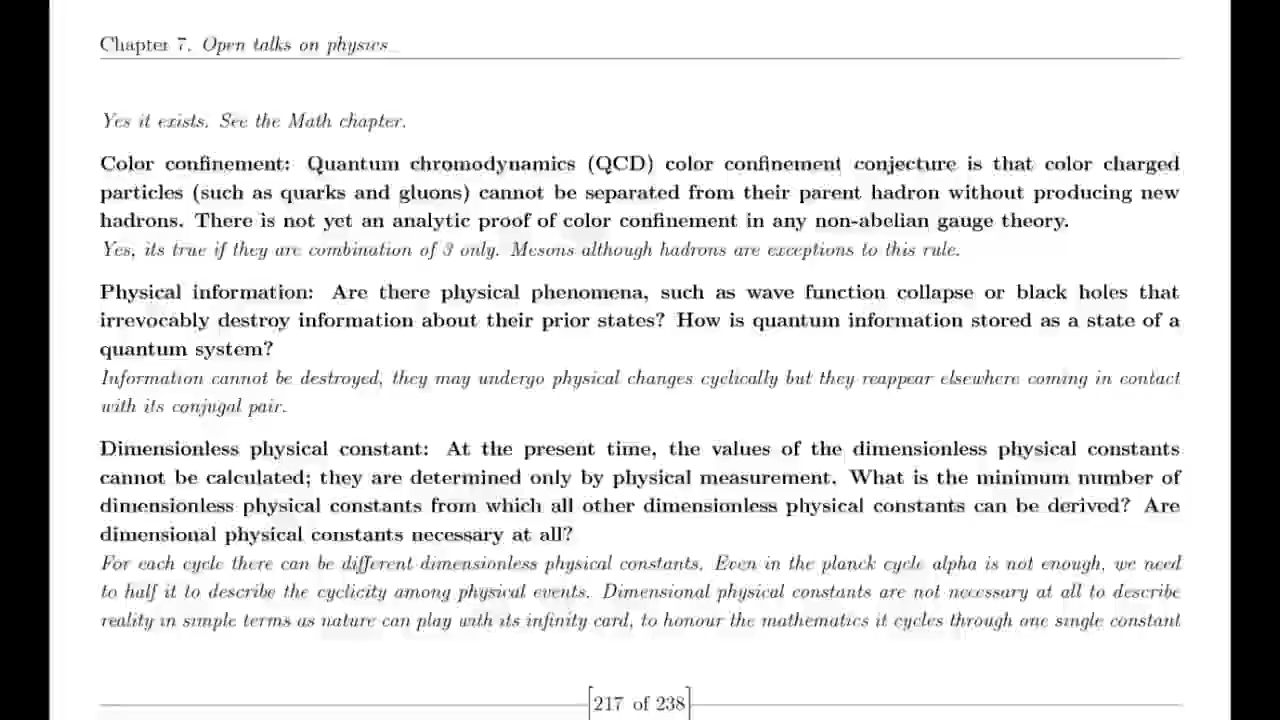 Chapter 7. Open talks on physics
Yes it exists. See the Math chapter.
Color confinement: Quantum chromodynamics (QCD) color confinement conjecture is that color charged
particles (such as quarks and gluons) cannot be separated from their parent hadron without producing new
hadrons. There is not yet an analytic proof of color confinement in any non-abelian gauge theory.
Yes, its true if they are combination of 3 only. Mesons although hadrons are exceptions to this rule.
Physical information: Are there physical phenomena, such as wave function collapse or black holes that
irrevocably destroy information about their prior states? How is quantum information stored as a state of a
quantum system?
Information cannot be destroyed, they may undergo physical changes cyclically but they reappear elsewhere coming in contact
with its conjugal pair.
Dimensionless physical constant: At the present time, the values of the dimensionless physical constants
cannot be calculated; they are determined only by physical measurement. What is the minimum number of
dimensionless physical constants from which all other dimensionless physical constants can be derived? Are
dimensional physical constants necessary at all?
For each cycle there can be different dimensionless physical constants. Even in the planck cycle alpha is not enough, we need
to half it to describe the cyclicity among physical events. Dimensional physical constants are not necessary at all to describe
reality in simple terms as nature can play with its infinity card, to honour the mathematics it cycles through one single constant
217 of 238